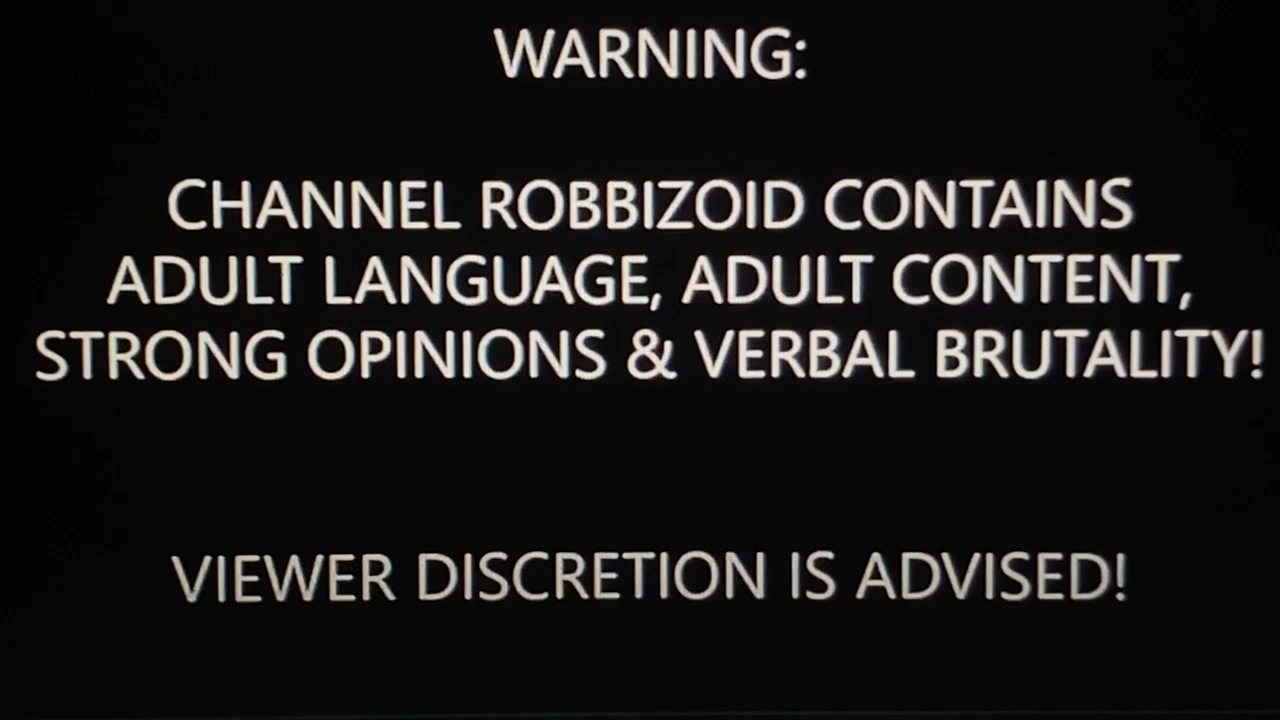 WARNING:
CHANNEL ROBBIZOID CONTAINS
ADULT LANGUAGE, ADULT CONTENT,
STRONG OPINIONS & VERBAL BRUTALITY!
VIEWER DISCRETION IS ADVISED!